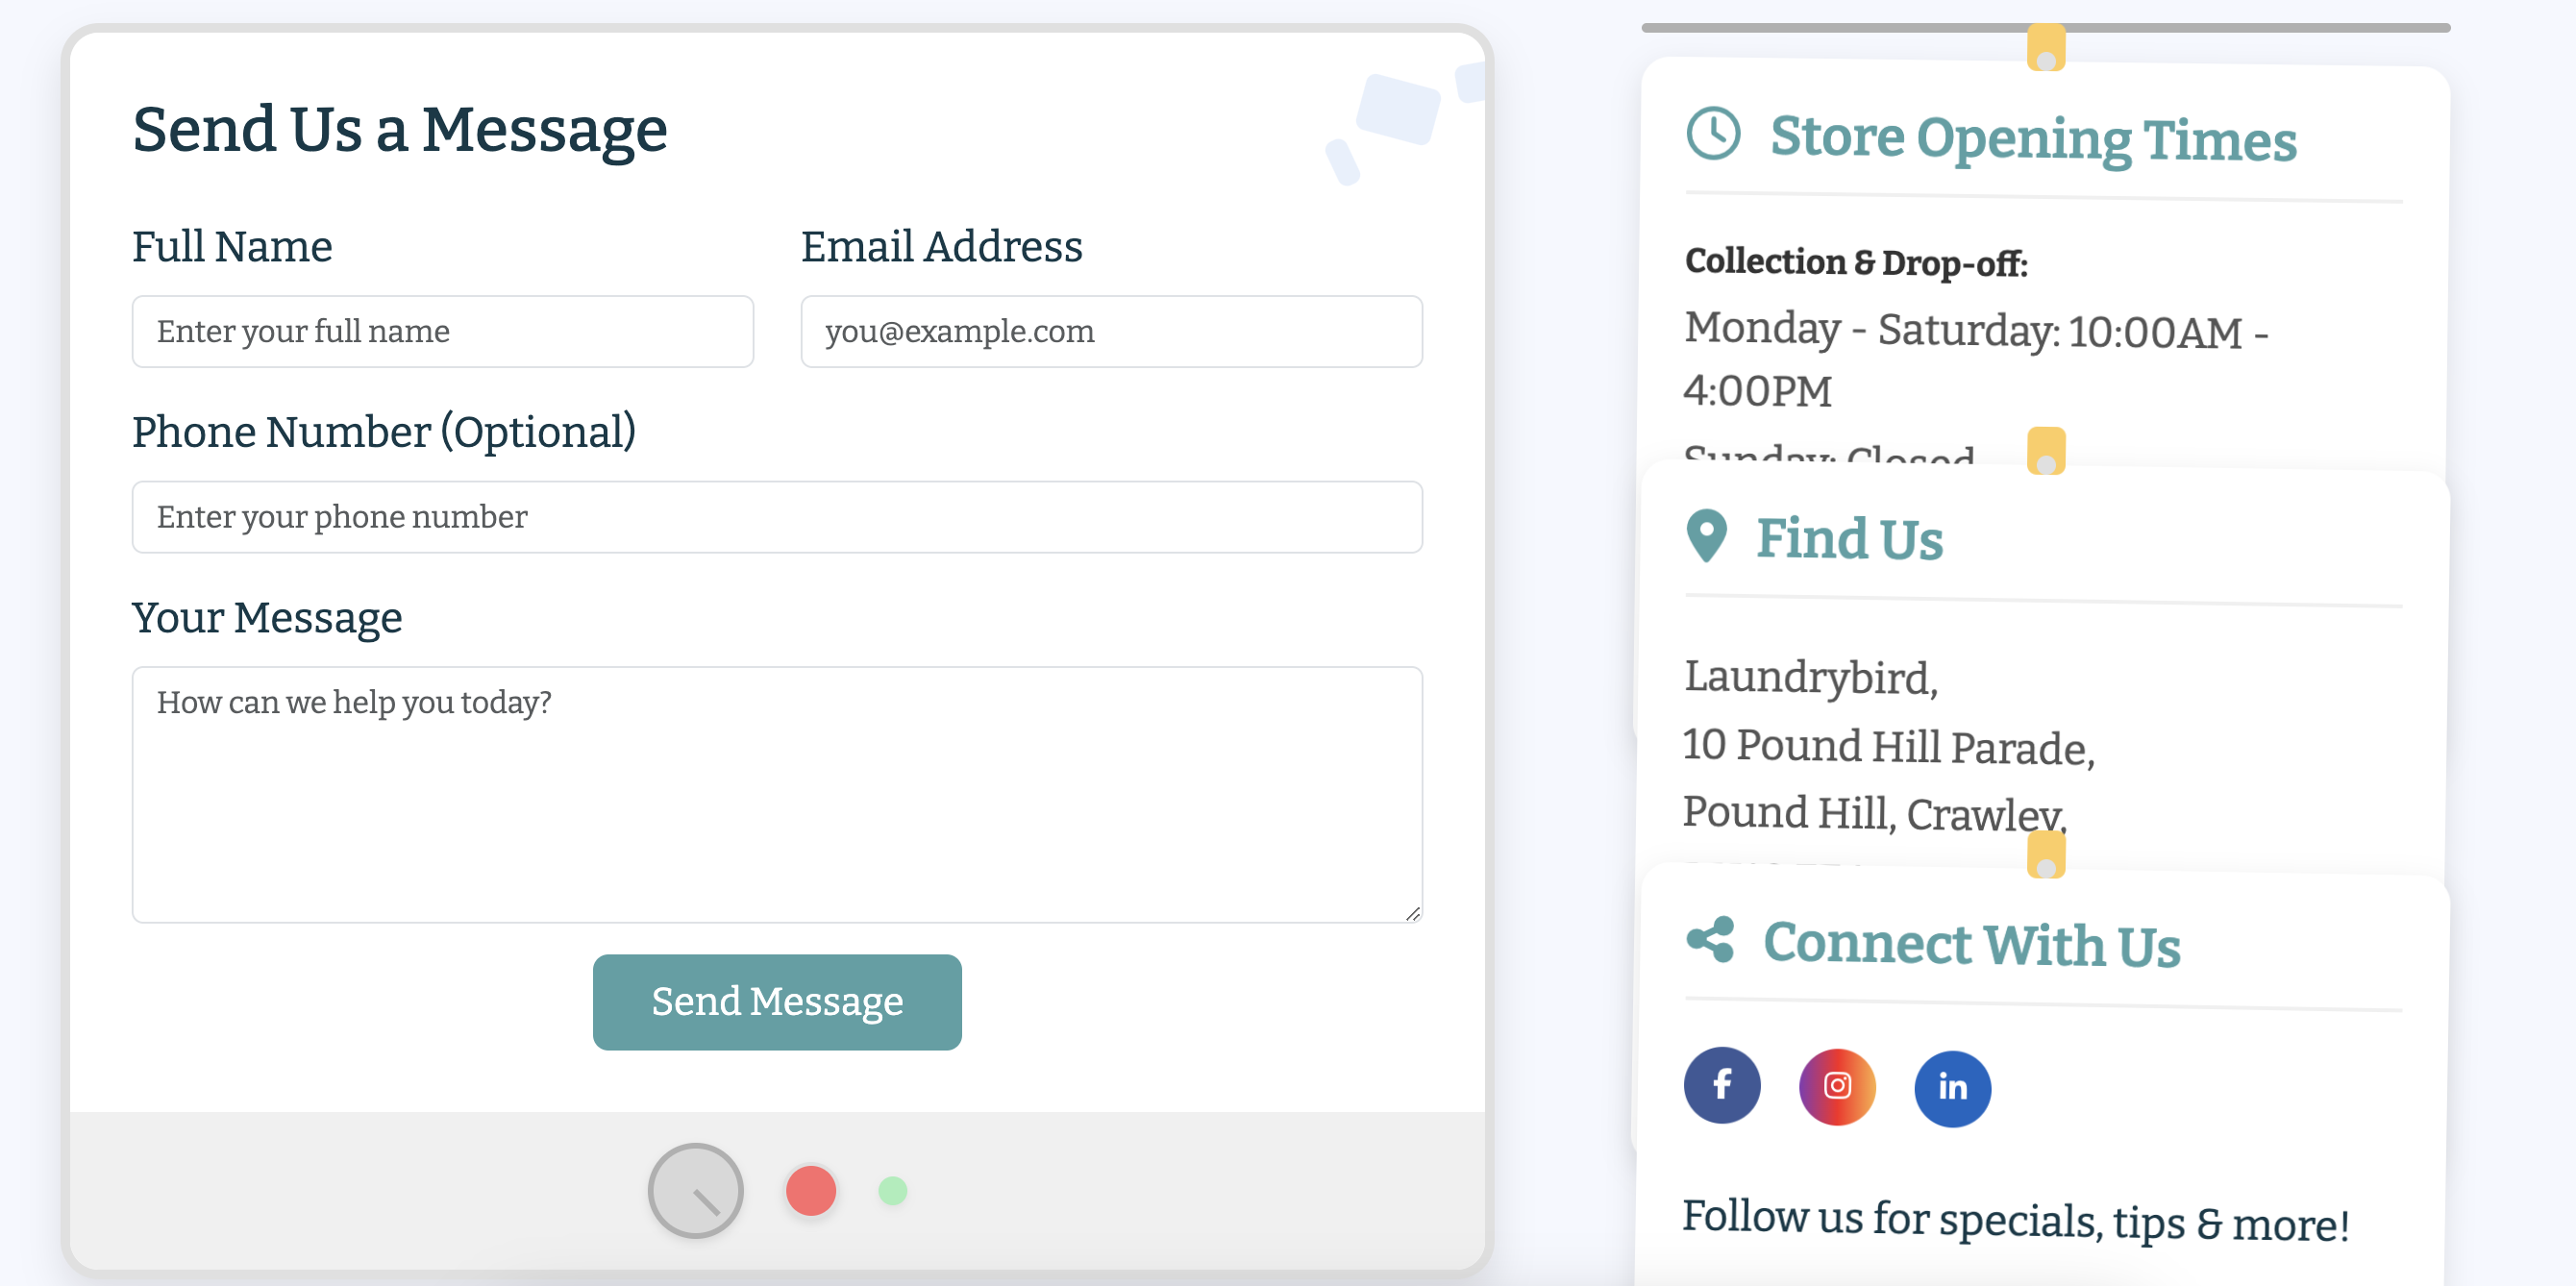 Send Us a Message
Full Name
Email Address
Enter your full name
you@example.com
Phone Number (Optional)
Enter your phone number
Your Message
How can we help you today?
Send Message
Store Opening Times
Collection & Drop-off:
Monday - Saturday: 10:00AM -
4:00PM
Sunday: Closed
Find Us
Laundrybird,
10 Pound Hill Parade,
Pound Hill, Crawley,
Connect With Us
Follow us for specials, tips & more!